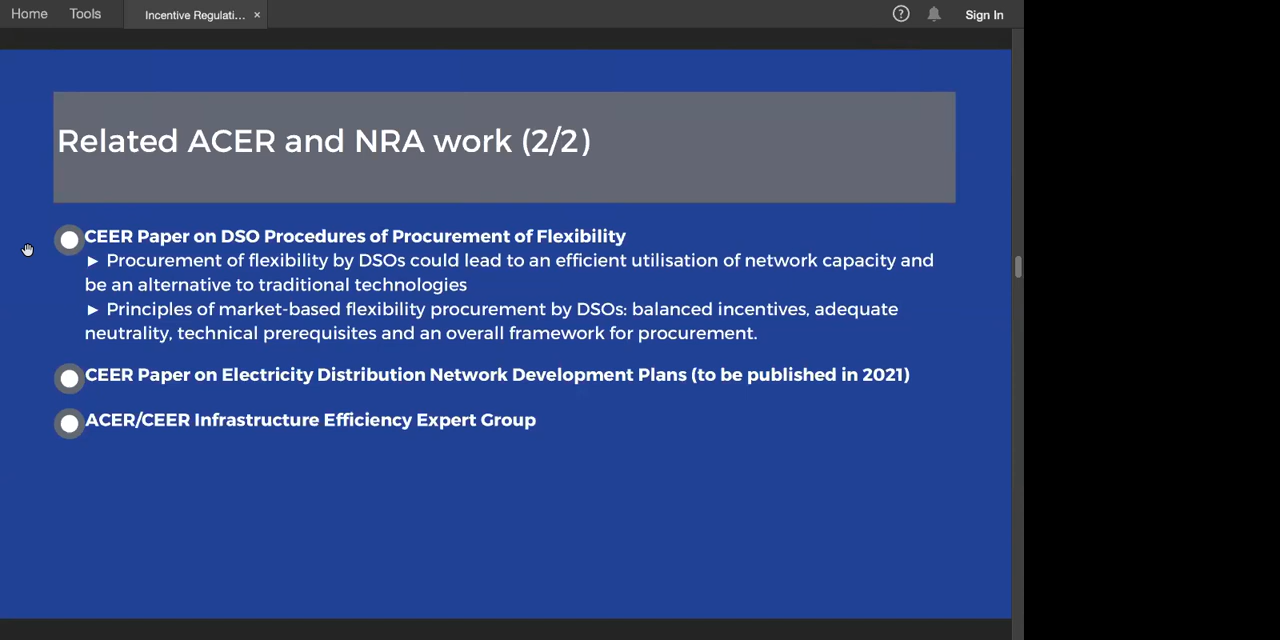 Home Tools Incentive Regulati... × Sign In
Related ACER and NRA work (2/2)
CEER Paper on DSO Procedures of Procurement of Flexibility
► Procurement of flexibility by DSOs could lead to an efficient utilisation of network capacity and
be an alternative to traditional technologies
► Principles of market-based flexibility procurement by DSOs: balanced incentives, adequate
neutrality, technical prerequisites and an overall framework for procurement.
CEER Paper on Electricity Distribution Network Development Plans (to be published in 2021)
ACER/CEER Infrastructure Efficiency Expert Group